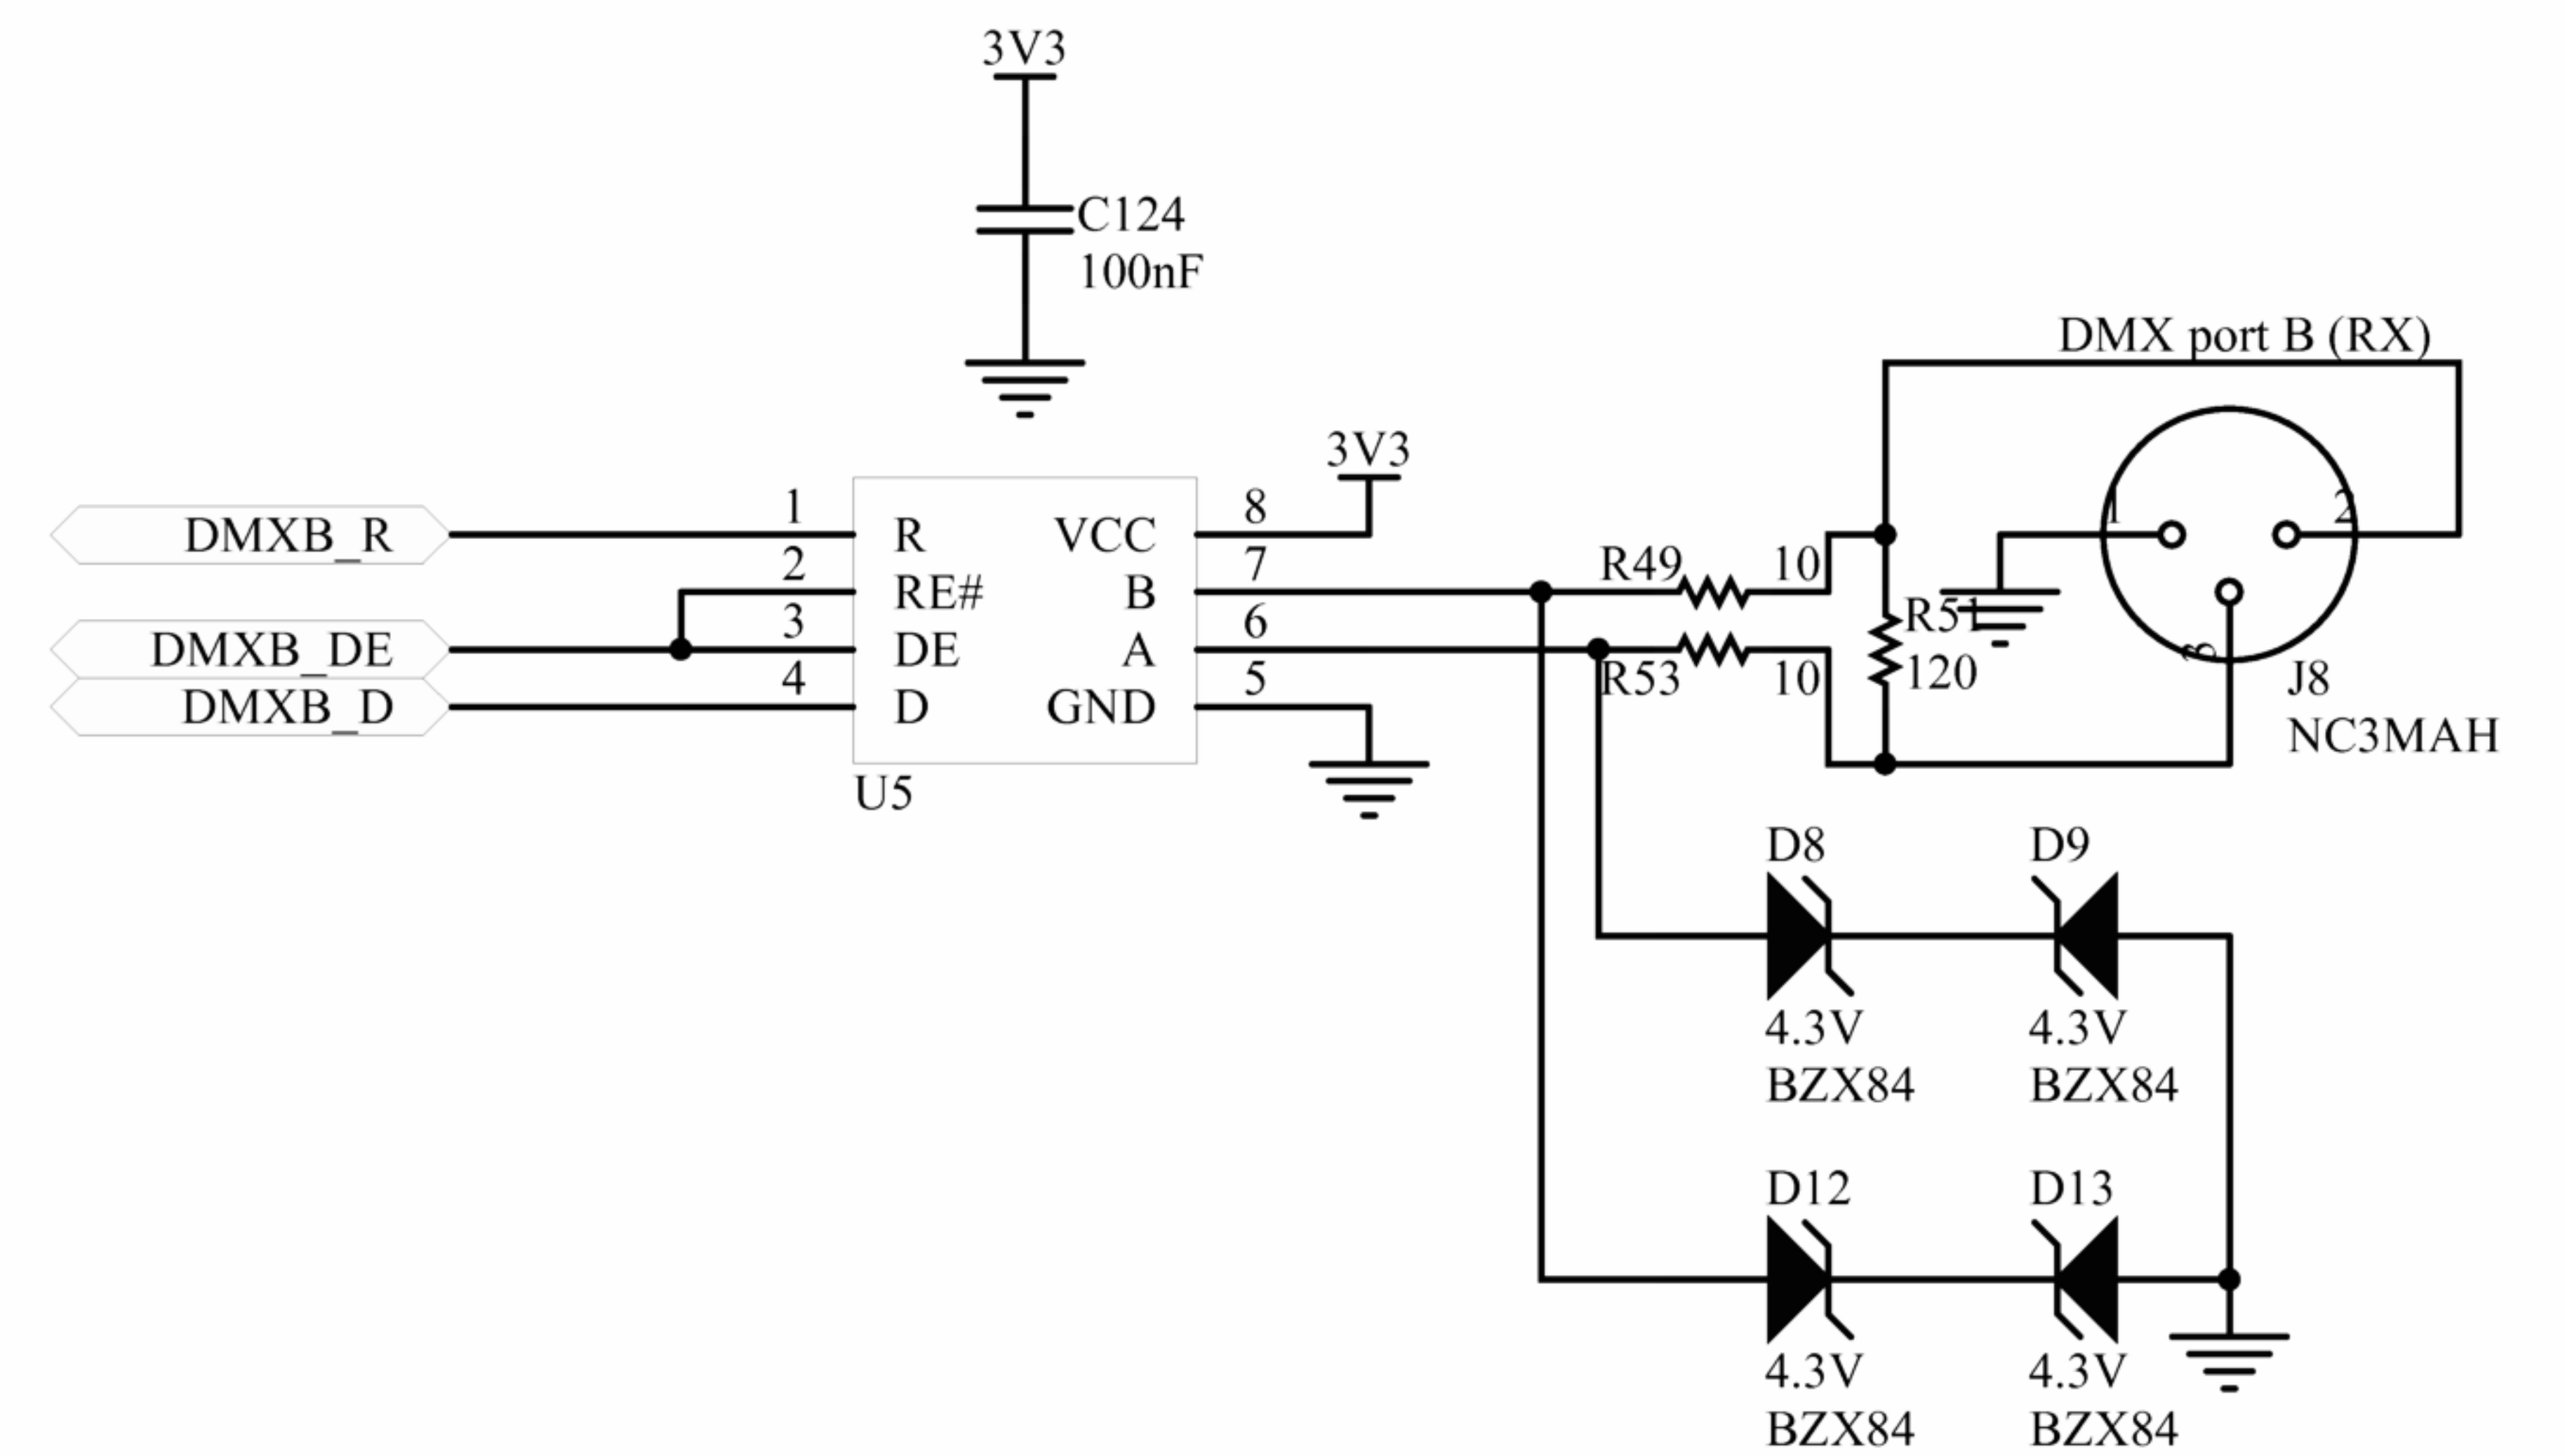 3V3
C124
100nF
DMX port B (RX)
3V3
DMXB_R
1
R
VCC
8
2
RE#
B
7
R49
10
1
2
DMXB_DE
3
DE
A
6
R53
10
R51
120
3
DMXB_D
4
D
GND
5
J8
NC3MAH
U5
D8
D9
4.3V
4.3V
BZX84
BZX84
D12
D13
4.3V
4.3V
BZX84
BZX84